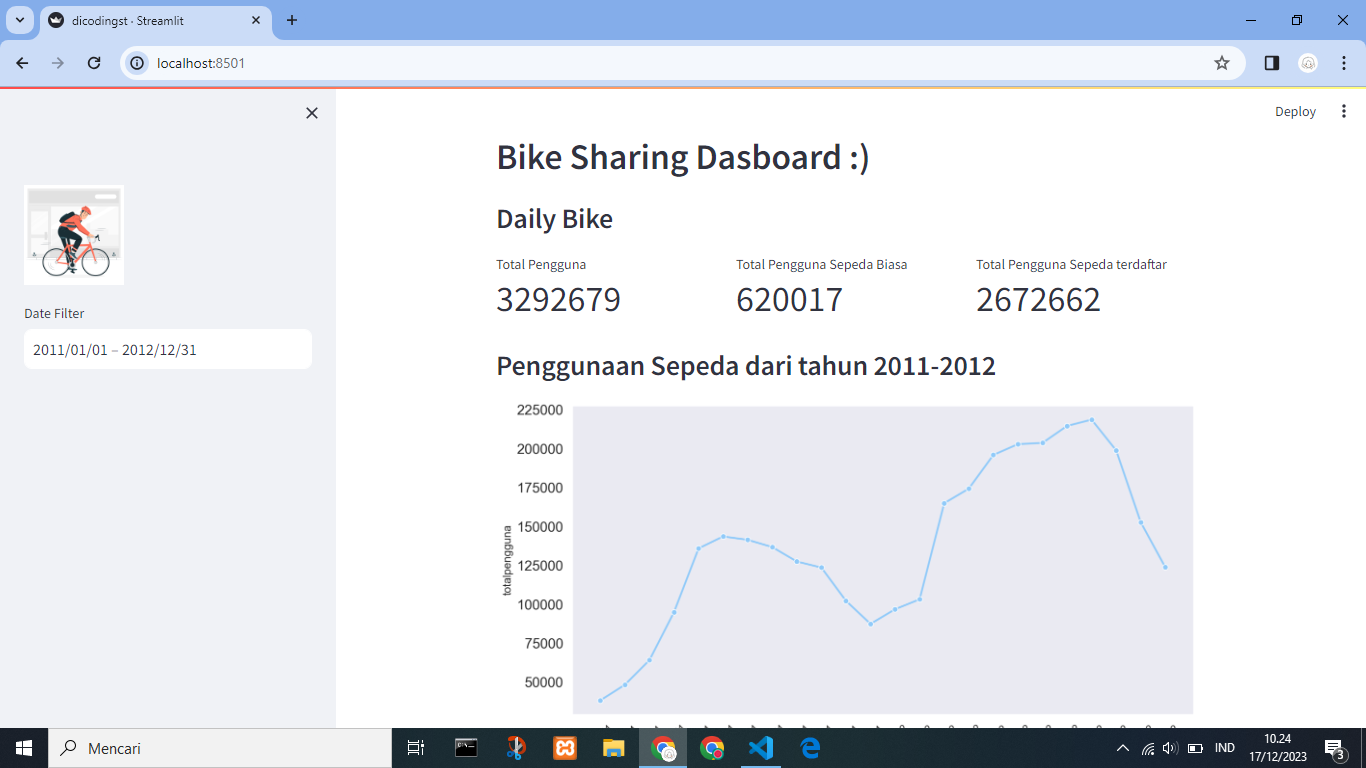 dicodingst · Streamlit
localhost:8501
Deploy
Date Filter
2011/01/01 – 2012/12/31
Bike Sharing Dasboard :)
Daily Bike
Total Pengguna
3292679
Total Pengguna Sepeda Biasa
620017
Total Pengguna Sepeda terdaftar
2672662
Penggunaan Sepeda dari tahun 2011-2012
225000
200000
175000
150000
125000
100000
75000
50000
totalpengguna
Mencari
IND
10.24
17/12/2023
3